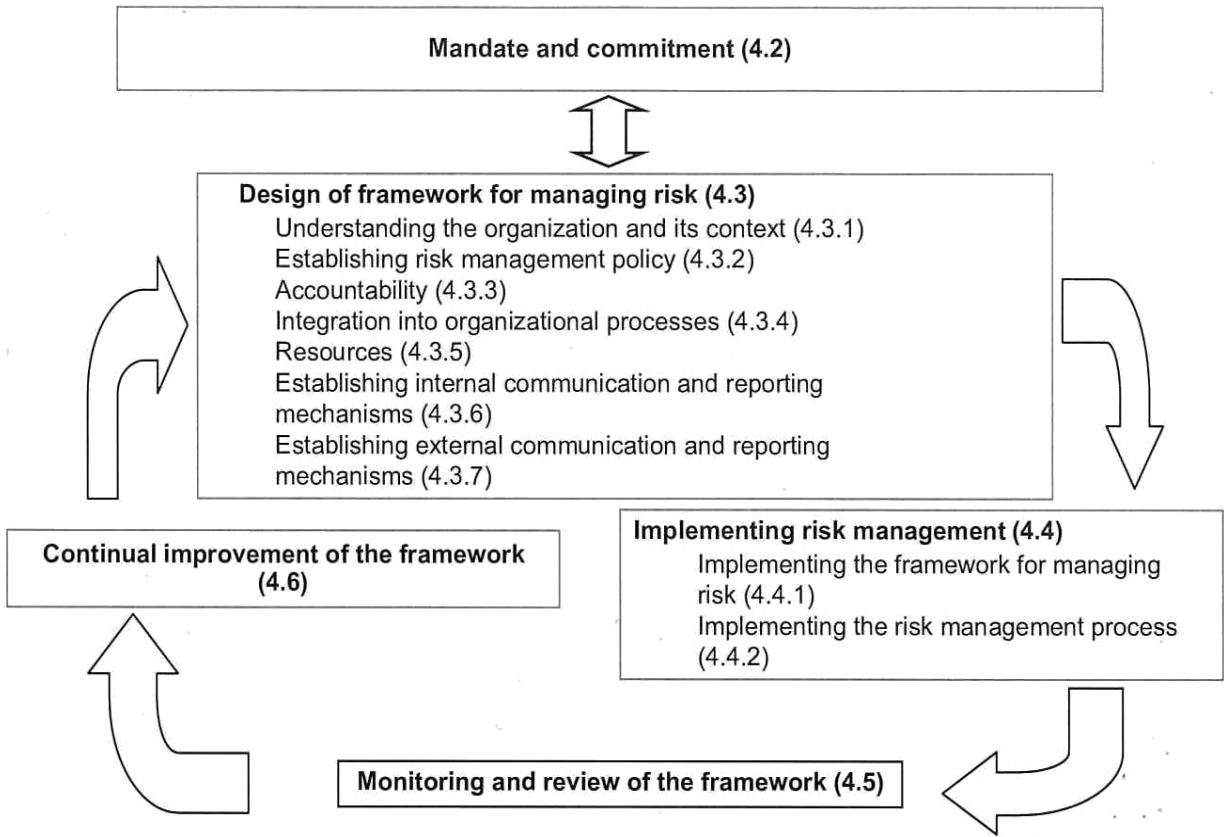 Mandate and commitment (4.2)
Design of framework for managing risk (4.3)
Understanding the organization and its context (4.3.1)
Establishing risk management policy (4.3.2)
Accountability (4.3.3)
Integration into organizational processes (4.3.4)
Resources (4.3.5)
Establishing internal communication and reporting
mechanisms (4.3.6)
Establishing external communication and reporting
mechanisms (4.3.7)
Implementing risk management (4.4)
Implementing the framework for managing
risk (4.4.1)
Implementing the risk management process
(4.4.2)
Continual improvement of the framework
(4.6)
Monitoring and review of the framework (4.5)